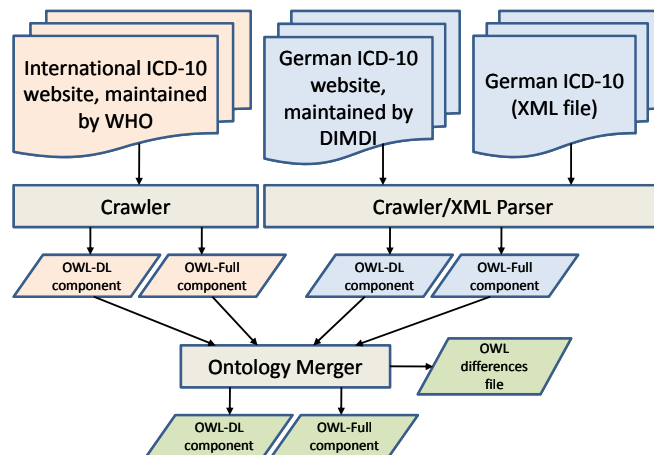 International ICD-10
website, maintained
by WHO
German ICD-10
website,
maintained by
DIMDI
German ICD-10
(XML file)
Crawler
Crawler/XML Parser
OWL-DL
component
OWL-Full
component
OWL-DL
component
OWL-Full
component
Ontology Merger
OWL
differences
file
OWL-DL
component
OWL-Full
component